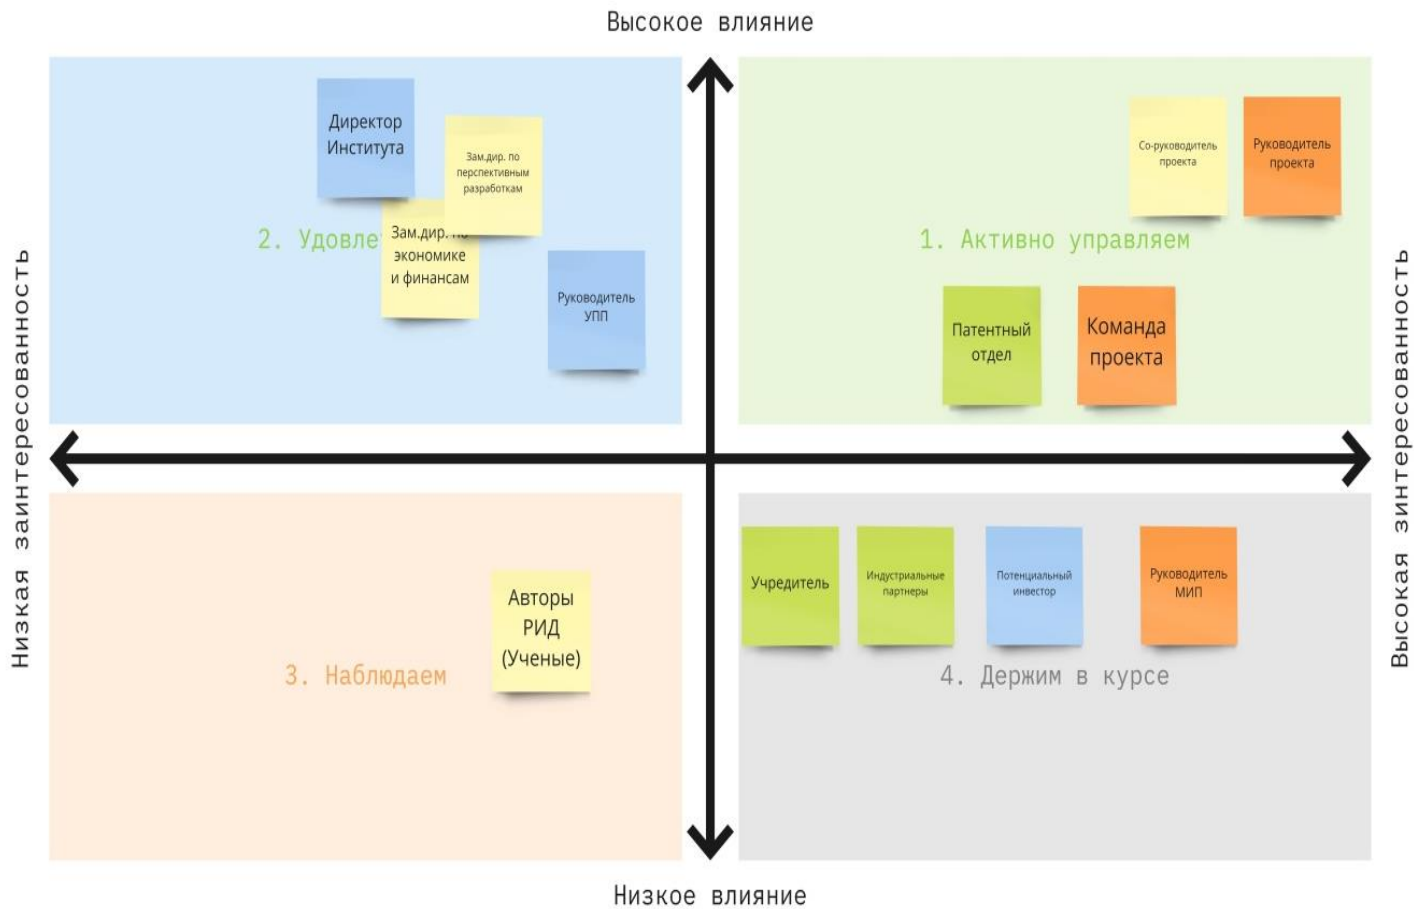 Высокое влияние
Директор
Института
Зам.дир. по
перспективным
разработкам
Со-руководитель
проекта
Руководитель
проекта
2. Удовле
Зам.дир.
экономике
и финансам
1. Активно управляем
Руководитель
УПП
Патентный
отдел
Команда
проекта
Низкая заинтересованность
Высокая зинтересованность
Авторы
РИД
(Ученые)
3. Наблюдаем
Учредитель
Индустриальные
партнеры
Потенциальный
инвестор
Руководитель
МИП
4. Держим в курсе
Низкое влияние